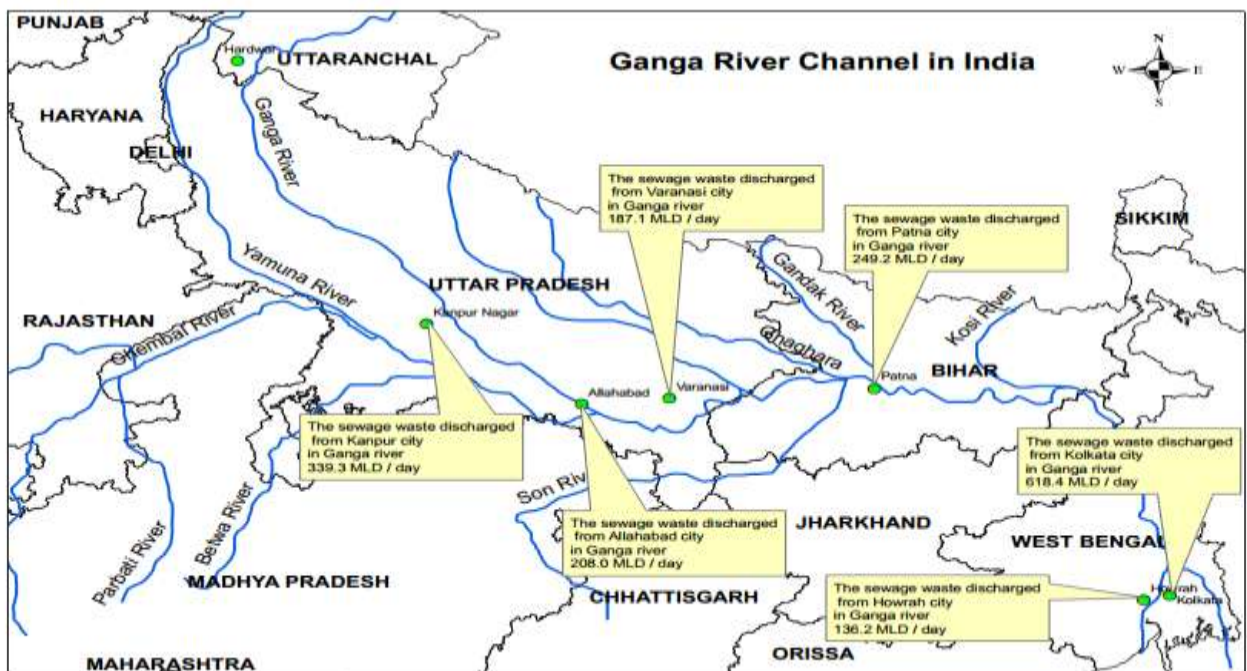 PUNJAB
Hardwar
UTTARANCHAL
Ganga River Channel in India
N
W
E
S
HARYANA
DELHI
Ganga River
The sewage waste discharged
from Varanasi city
in Ganga river
187.1 MLD / day
The sewage waste discharged
from Patna city
in Ganga river
249.2 MLD / day
SIKKIM
Yamuna River
UTTAR PRADESH
Gandak River
Kosi River
RAJASTHAN
Chembal River
Kanpur Nagar
Ghaghara
BIHAR
Allahabad
Varanasi
Patna
The sewage waste discharged
from Kanpur city
in Ganga river
339.3 MLD / day
The sewage waste discharged
from Kolkata city
in Ganga river
618.4 MLD / day
Son Riv
The sewage waste discharged
from Allahabad city
in Ganga river
208.0 MLD / day
JHARKHAND
WEST BENGAL
Betwa River
Parbati River
MADHYA PRADESH
CHHATTISGARH
The sewage waste discharged
from Howrah city
in Ganga river
136.2 MLD / day
Howrah
Kolkata
MAHARASHTRA
ORISSA